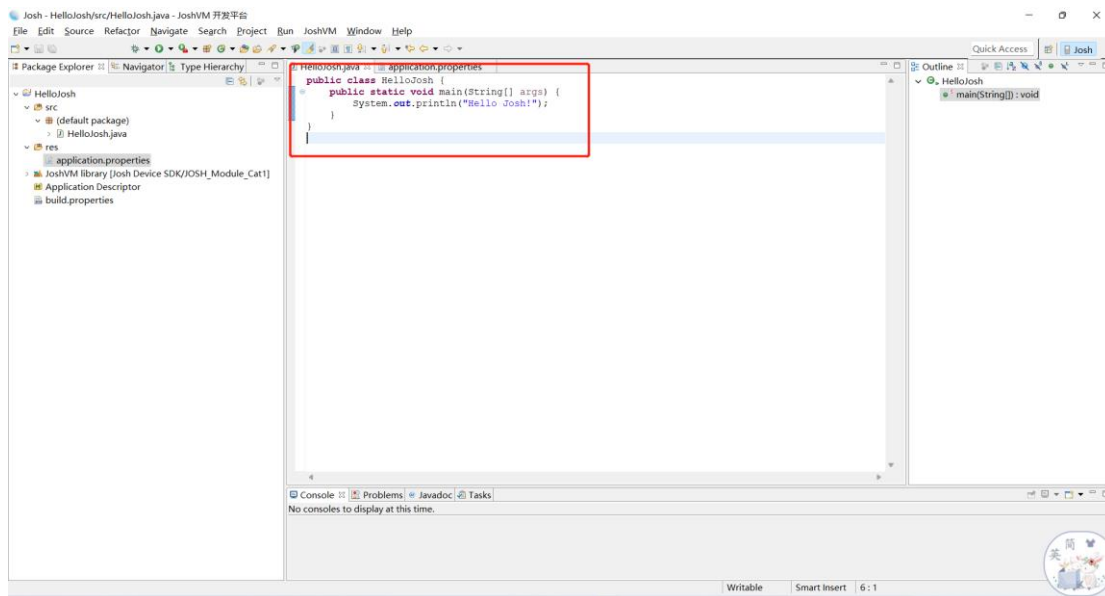 Josh - HelloJosh/src/HelloJosh.java - JoshVM 开发平台
File Edit Source Refactor Navigate Search Project Run JoshVM Window Help
Quick Access Josh
Package Explorer Navigator Type Hierarchy
HelloJosh
src
(default package)
HelloJosh.java
res
application.properties
JoshVM library [Josh Device SDK/JOSH_Module_Cat1]
Application Descriptor
build.properties
HelloJosh.java application.properties
public class HelloJosh {
public static void main(String[] args) {
System.out.println("Hello Josh!");
}
}
Outline
HelloJosh
main(String[]) : void
Console Problems Javadoc Tasks
No consoles to display at this time.
英 简
Writable Smart Insert 6 : 1